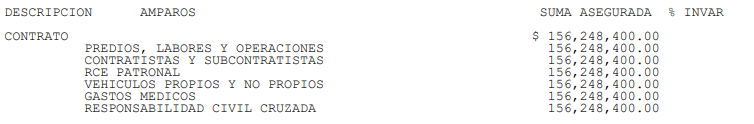 DESCRIPCION AMPAROS SUMA ASEGURADA % INVAR
CONTRATO $ 156,248,400.00
PREDIOS, LABORES Y OPERACIONES 156,248,400.00
CONTRATISTAS Y SUBCONTRATISTAS 156,248,400.00
RCE PATRONAL 156,248,400.00
VEHICULOS PROPIOS Y NO PROPIOS 156,248,400.00
GASTOS MEDICOS 156,248,400.00
RESPONSABILIDAD CIVIL CRUZADA 156,248,400.00